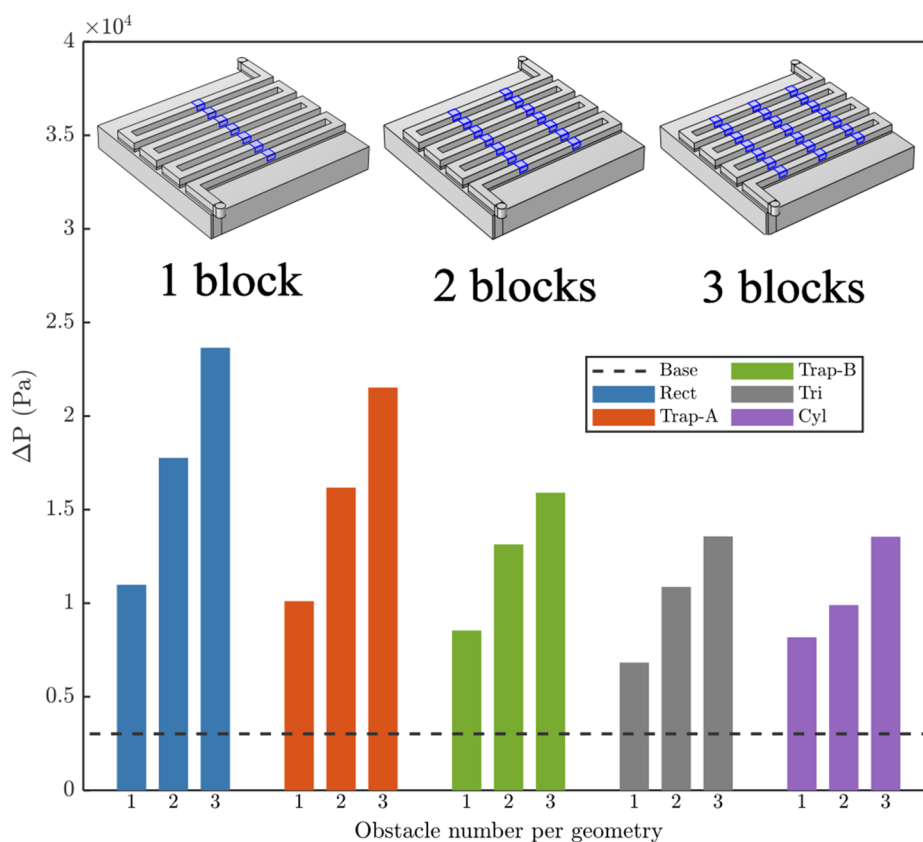 ×10⁴
4
3.5
3
2.5
2
1.5
1
0.5
0
ΔP (Pa)
1 block
2 blocks
3 blocks
Base
Rect
Trap-A
Trap-B
Tri
Cyl
1 2 3 1 2 3 1 2 3 1 2 3 1 2 3
Obstacle number per geometry